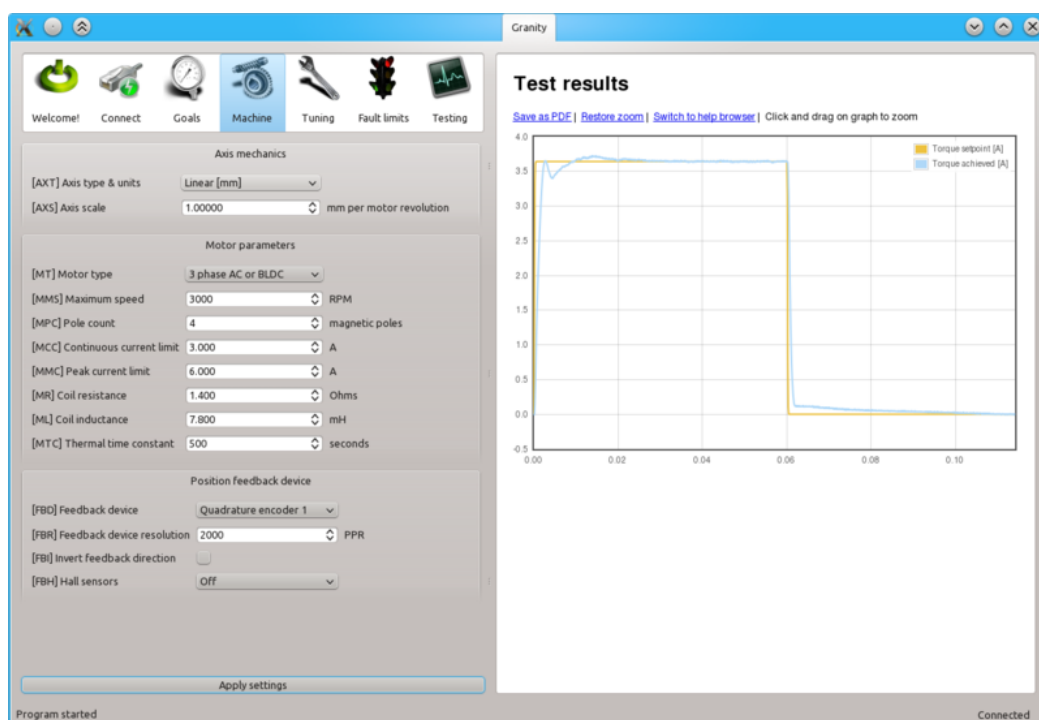 Granity
Welcome! Connect Goals Machine Tuning Fault limits Testing
Axis mechanics
[AXT] Axis type & units Linear [mm]
[AXS] Axis scale 1.00000 mm per motor revolution
Motor parameters
[MT] Motor type 3 phase AC or BLDC
[MMS] Maximum speed 3000 RPM
[MPC] Pole count 4 magnetic poles
[MCC] Continuous current limit 3.000 A
[MMC] Peak current limit 6.000 A
[MR] Coil resistance 1.400 Ohms
[ML] Coil inductance 7.800 mH
[MTC] Thermal time constant 500 seconds
Position feedback device
[FBD] Feedback device Quadrature encoder 1
[FBR] Feedback device resolution 2000 PPR
[FBI] Invert feedback direction
[FBH] Hall sensors Off
Apply settings
Program started
Test results
Save as PDF | Restore zoom | Switch to help browser | Click and drag on graph to zoom
Torque setpoint [A]
Torque achieved [A]
4.0
3.5
3.0
2.5
2.0
1.5
1.0
0.5
0.0
-0.5
0.00 0.02 0.04 0.06 0.08 0.10
Connected